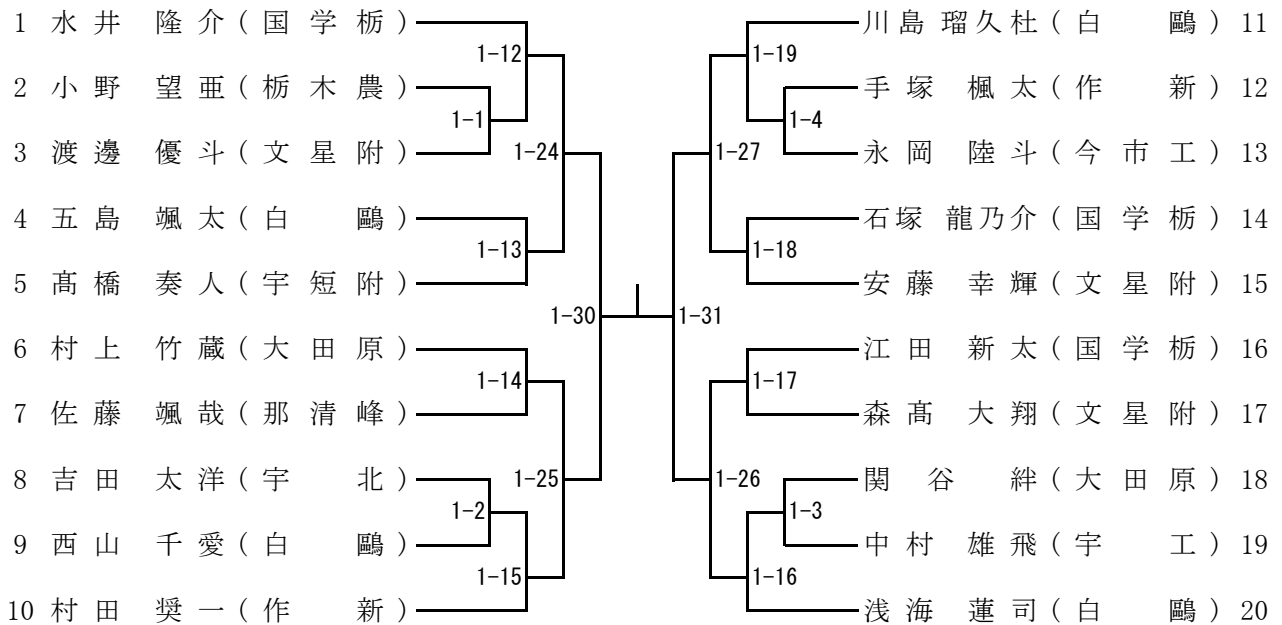 1 水井 隆介(国学栃) 川島 瑠久杜(白 鷗) 11
1-12 1-19
2 小野 望亜(栃木農) 手塚 楓太(作 新) 12
1-1 1-4
3 渡邊 優斗(文星附) 1-24 1-27 永岡 陸斗(今市工) 13
4 五島 颯太(白 鷗) 石塚 龍乃介(国学栃) 14
1-13 1-18
5 髙橋 奏人(宇短附) 安藤 幸輝(文星附) 15
1-30 1-31
6 村上 竹蔵(大田原) 江田 新太(国学栃) 16
1-14 1-17
7 佐藤 颯哉(那清峰) 森髙 大翔(文星附) 17
8 吉田 太洋(宇 北) 1-25 1-26 関谷 絆(大田原) 18
1-2 1-3
9 西山 千愛(白 鷗) 中村 雄飛(宇 工) 19
1-15 1-16
10 村田 奨一(作 新) 浅海 蓮司(白 鷗) 20